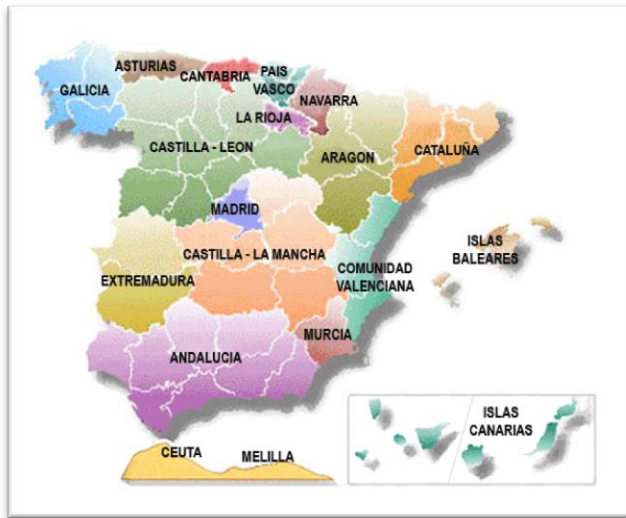 ASTURIAS
CANTABRIA
PAIS
VASCO
GALICIA
NAVARRA
LA RIOJA
CASTILLA - LEON
ARAGON
CATALUÑA
MADRID
CASTILLA - LA MANCHA
ISLAS
BALEARES
EXTREMADURA
COMUNIDAD
VALENCIANA
MURCIA
ANDALUCIA
ISLAS
CANARIAS
CEUTA
MELILLA